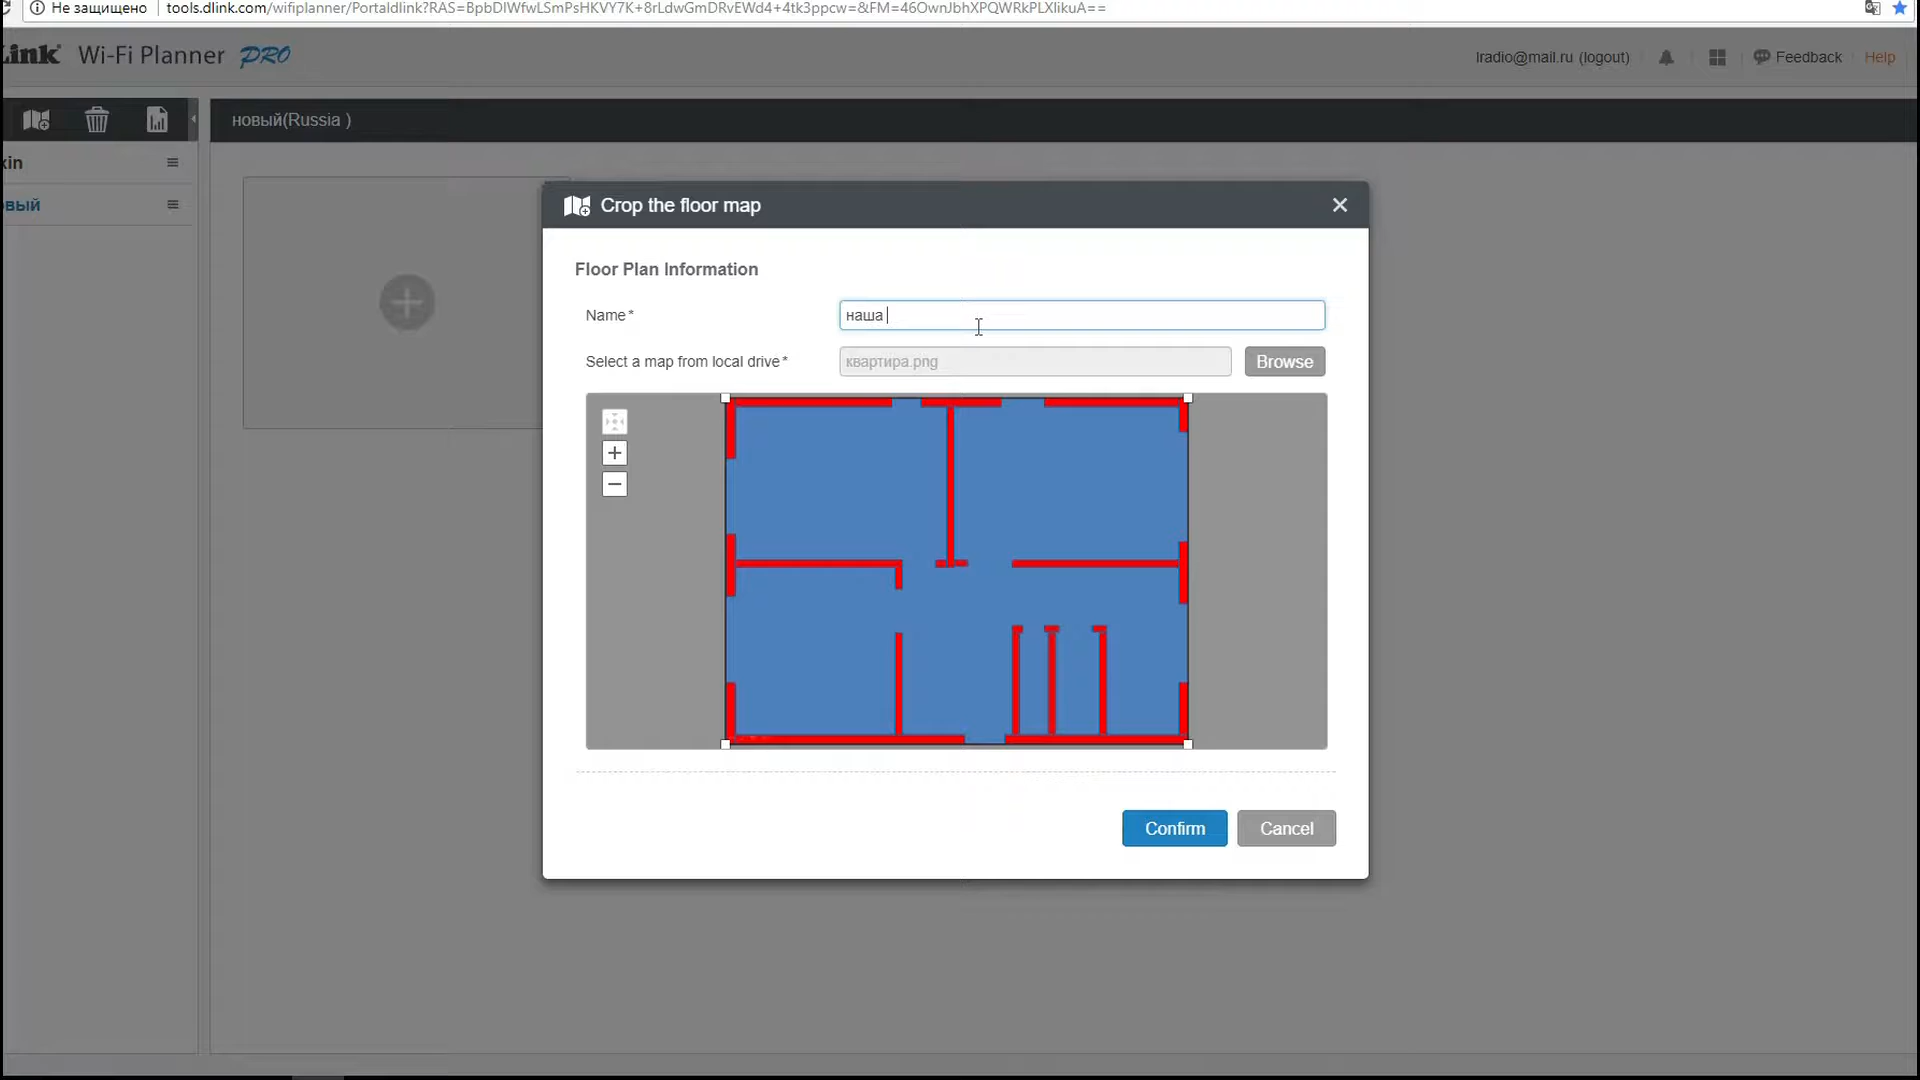 Не защищено tools.dlink.com/wifiplanner/Portaldlink?RAS=BpbDIWfwLSmPsHKVY7K+8rLdwGmDRvEWd4+4tk3ppcw=&FM=46OwnJbhXPQWRkPLXlikuA==
Link Wi-Fi Planner PRO
lradio@mail.ru (logout) Feedback Help
новый(Russia )
kin
овый
Crop the floor map
Floor Plan Information
Name* наша
Select a map from local drive* квартира.png Browse
Confirm Cancel